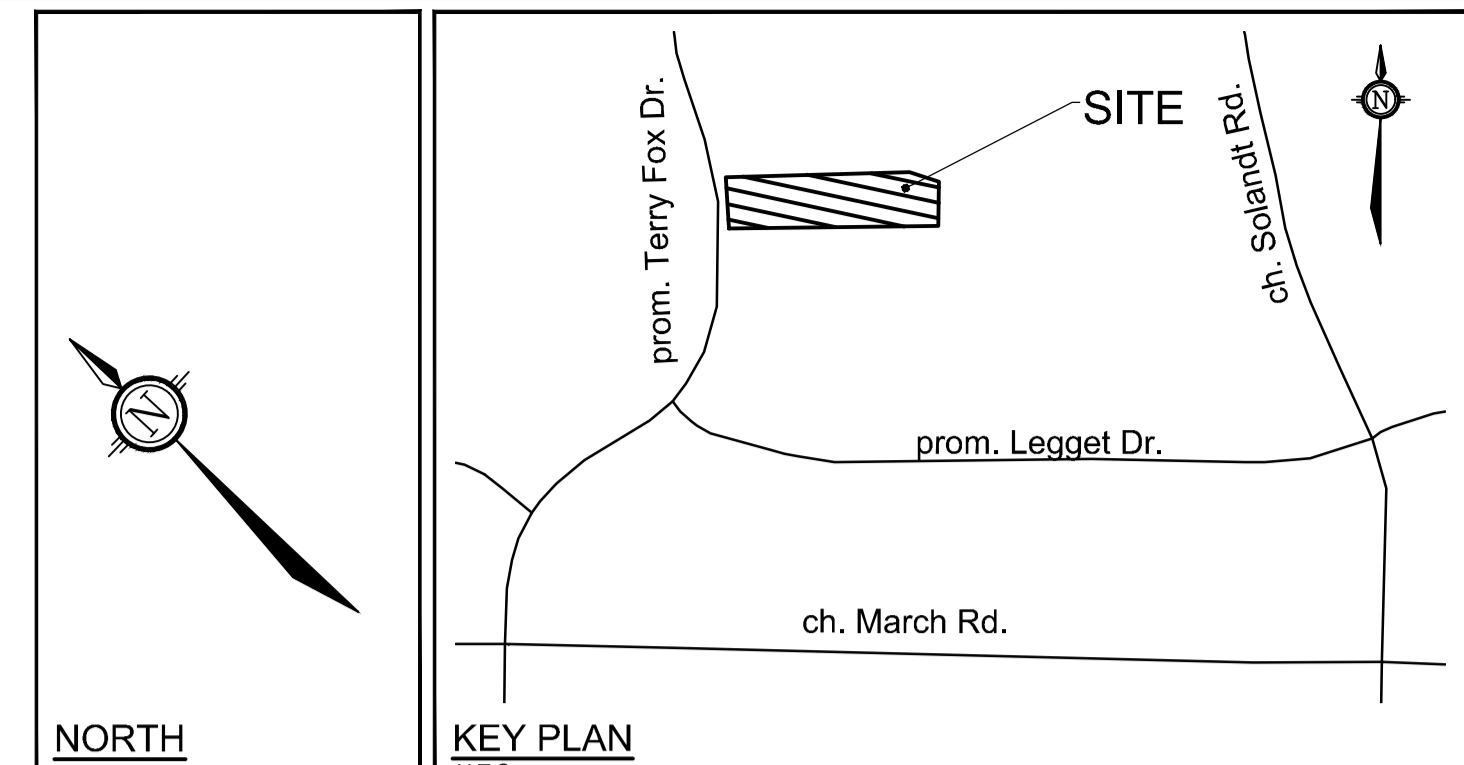 N
NORTH
prom. Terry Fox Dr.
SITE
ch. Solandt Rd.
N
prom. Legget Dr.
ch. March Rd.
KEY PLAN